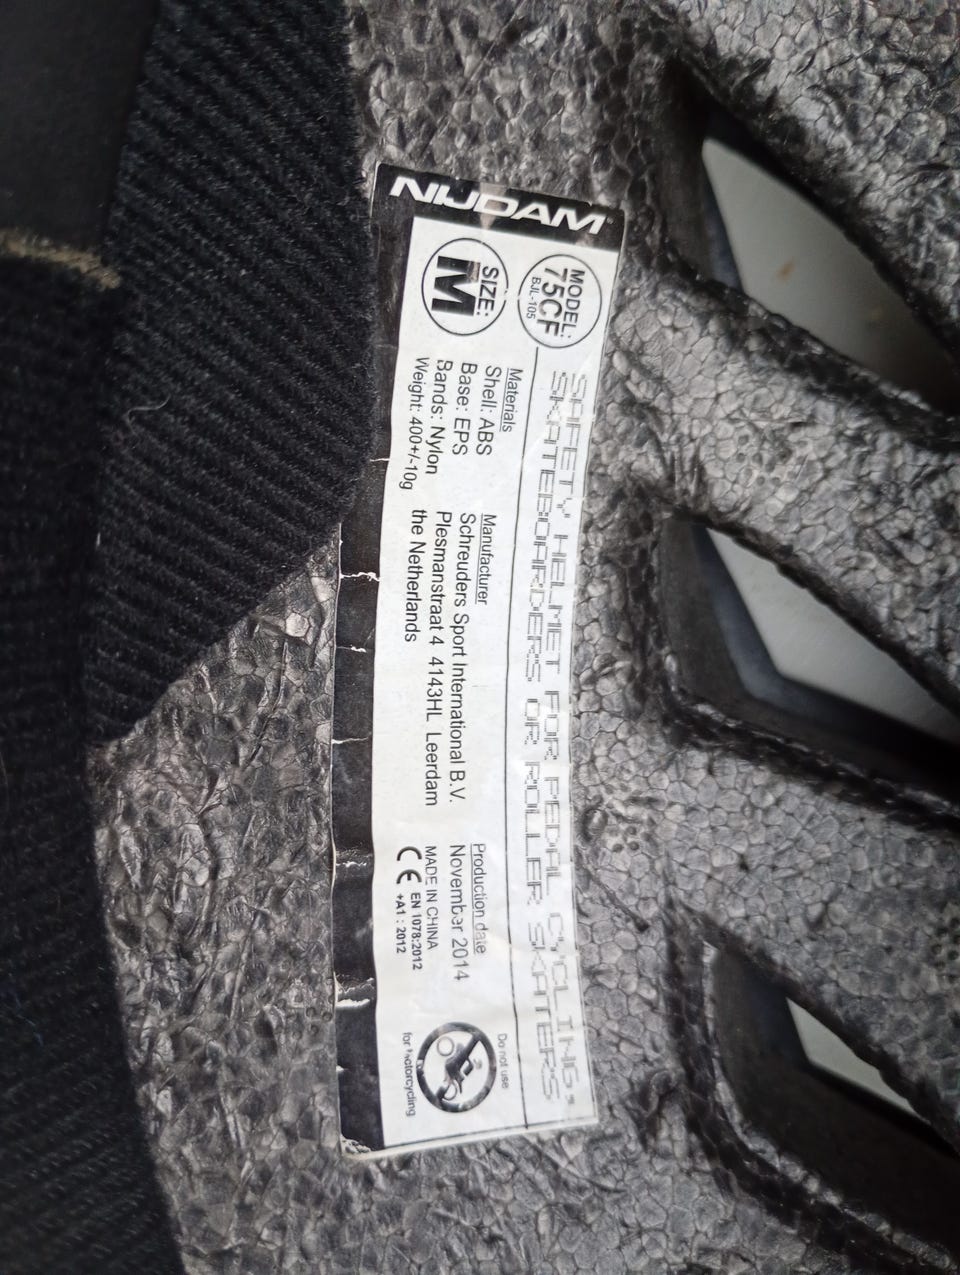 NIJDAM
MODEL:
75CF
BJL-105
SIZE:
M
SAFETY HELMET FOR PEDAL CYCLING,
SKATEBOARDERS OR ROLLER SKATERS
Materials
Shell: ABS
Base: EPS
Bands: Nylon
Weight: 400+/-10g
Manufacturer
Schreuders Sport International B.V.
Plesmanstraat 4 4143HL Leerdam
the Netherlands
Production date
November 2014
MADE IN CHINA
CE EN 1078:2012
+A1 : 2012
Do not use
for motorcycling